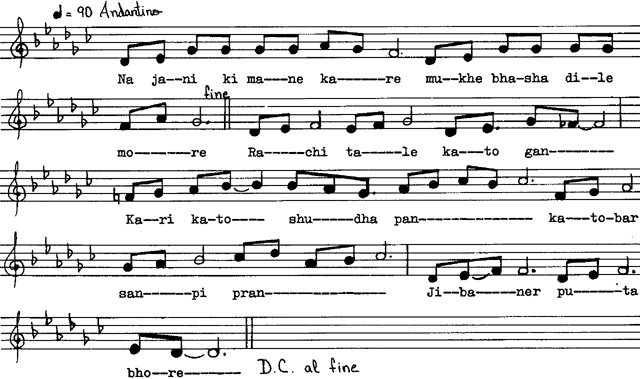 ♩ = 90 Andantino
Na ja--ni ki ma---ne ka------re mu--khe bha-sha di--le
fine
mo-------re Ra----chi ta----le ka---to gan---------
Ka--ri ka-to---- shu----dha pan---------------- ka--to-bar
san-----pi pran---------------- Ji-ba----ner pu---ta
bho---re------- D.C. al fine